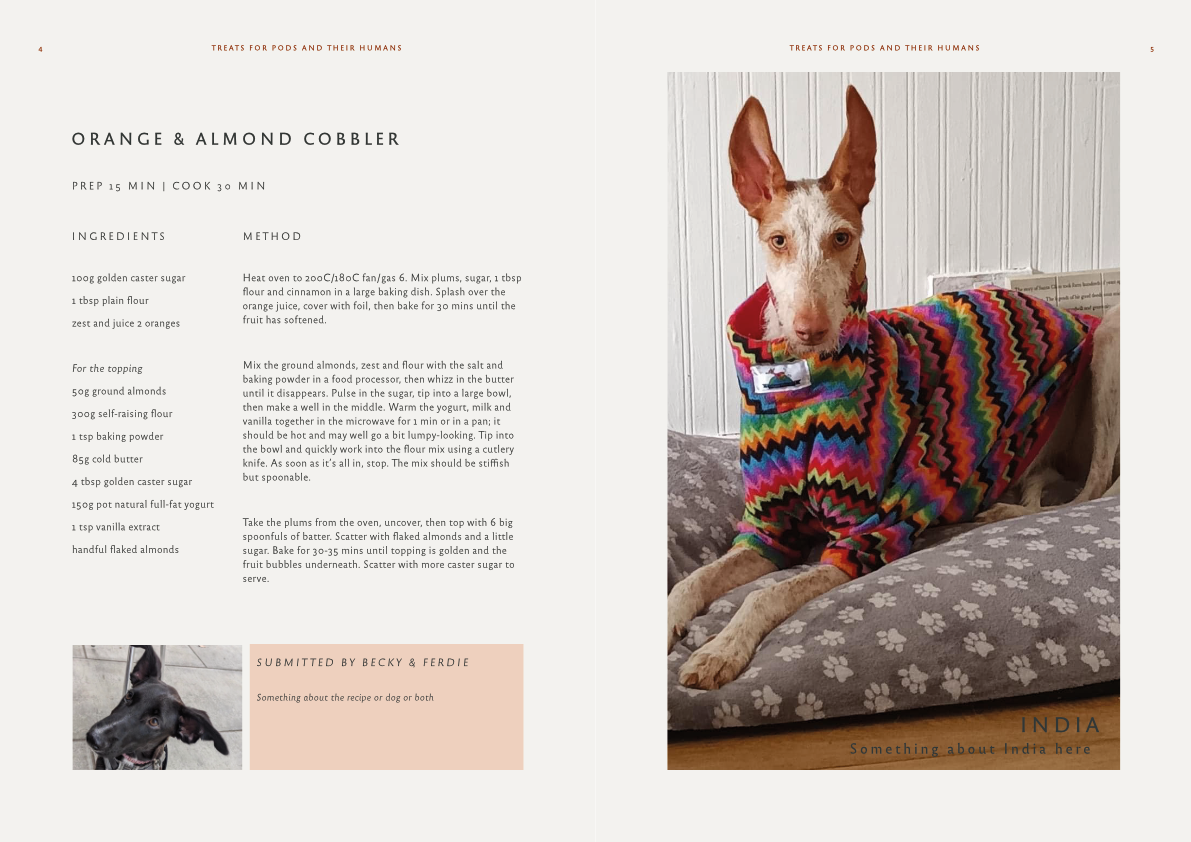 4
TREATS FOR PODS AND THEIR HUMANS
ORANGE & ALMOND COBBLER
PREP 15 MIN | COOK 30 MIN
INGREDIENTS
100g golden caster sugar
1 tbsp plain flour
zest and juice 2 oranges
For the topping
50g ground almonds
300g self-raising flour
1 tsp baking powder
85g cold butter
4 tbsp golden caster sugar
150g pot natural full-fat yogurt
1 tsp vanilla extract
handful flaked almonds
METHOD
Heat oven to 200C/180C fan/gas 6. Mix plums, sugar, 1 tbsp
flour and cinnamon in a large baking dish. Splash over the
orange juice, cover with foil, then bake for 30 mins until the
fruit has softened.
Mix the ground almonds, zest and flour with the salt and
baking powder in a food processor, then whizz in the butter
until it disappears. Pulse in the sugar, tip into a large bowl,
then make a well in the middle. Warm the yogurt, milk and
vanilla together in the microwave for 1 min or in a pan; it
should be hot and may well go a bit lumpy-looking. Tip into
the bowl and quickly work into the flour mix using a cutlery
knife. As soon as it's all in, stop. The mix should be stiffish
but spoonable.
Take the plums from the oven, uncover, then top with 6 big
spoonfuls of batter. Scatter with flaked almonds and a little
sugar. Bake for 30-35 mins until topping is golden and the
fruit bubbles underneath. Scatter with more caster sugar to
serve.
SUBMITTED BY BECKY & FERDIE
Something about the recipe or dog or both
TREATS FOR PODS AND THEIR HUMANS
5
INDIA
Something about India here